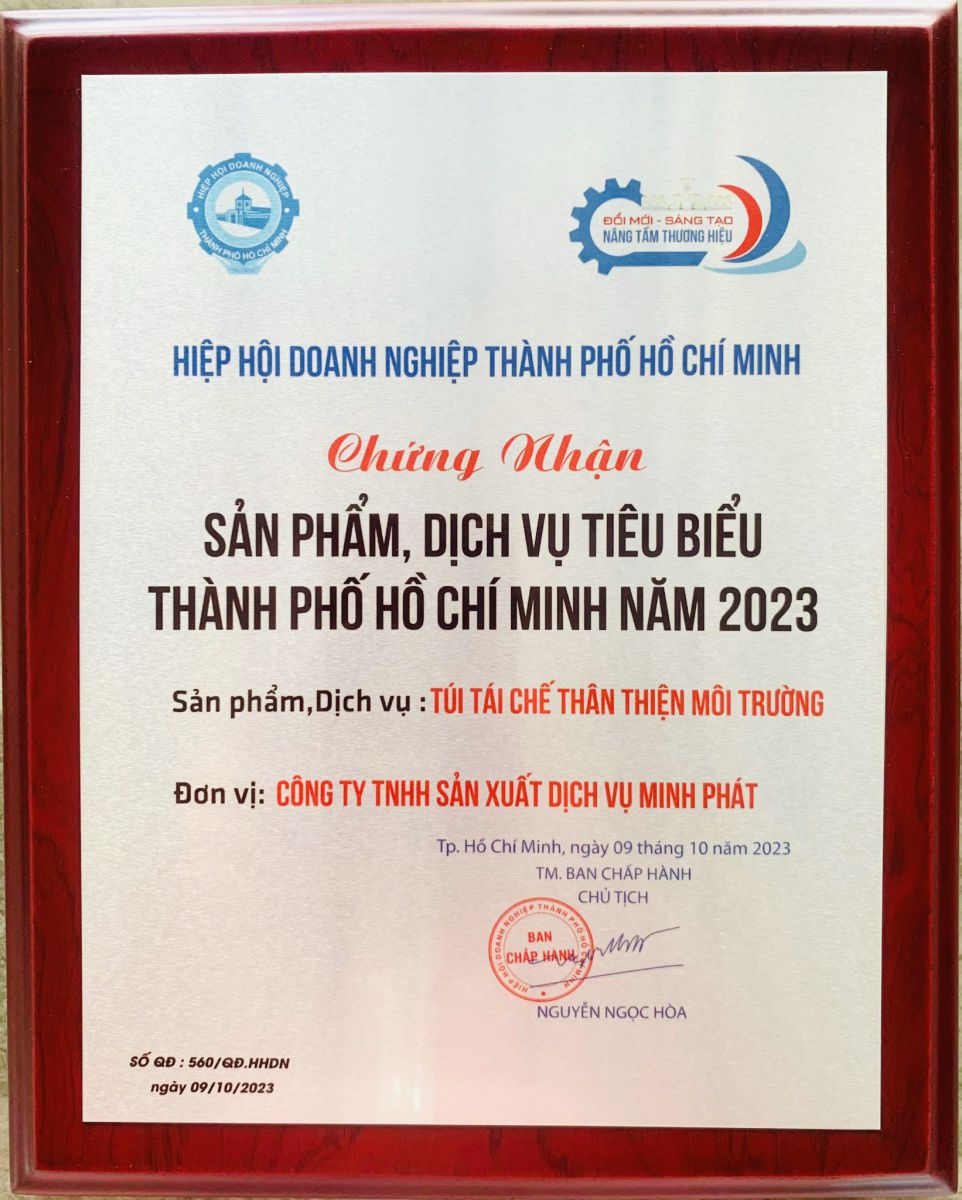 HIỆP HỘI DOANH NGHIỆP
THÀNH PHỐ HỒ CHÍ MINH
ĐỔI MỚI - SÁNG TẠO
NÂNG TẦM THƯƠNG HIỆU
HIỆP HỘI DOANH NGHIỆP THÀNH PHỐ HỒ CHÍ MINH
Chứng Nhận
SẢN PHẨM, DỊCH VỤ TIÊU BIỂU
THÀNH PHỐ HỒ CHÍ MINH NĂM 2023
Sản phẩm,Dịch vụ : TÚI TÁI CHẾ THÂN THIỆN MÔI TRƯỜNG
Đơn vị: CÔNG TY TNHH SẢN XUẤT DỊCH VỤ MINH PHÁT
Tp. Hồ Chí Minh, ngày 09 tháng 10 năm 2023
TM. BAN CHẤP HÀNH
CHỦ TỊCH
HIỆP HỘI DOANH NGHIỆP THÀNH PHỐ HỒ CHÍ MINH
BAN
CHẤP HÀNH
HIỆP HỘI
NGUYỄN NGỌC HÒA
SỐ QĐ : 560/QĐ.HHDN
ngày 09/10/2023